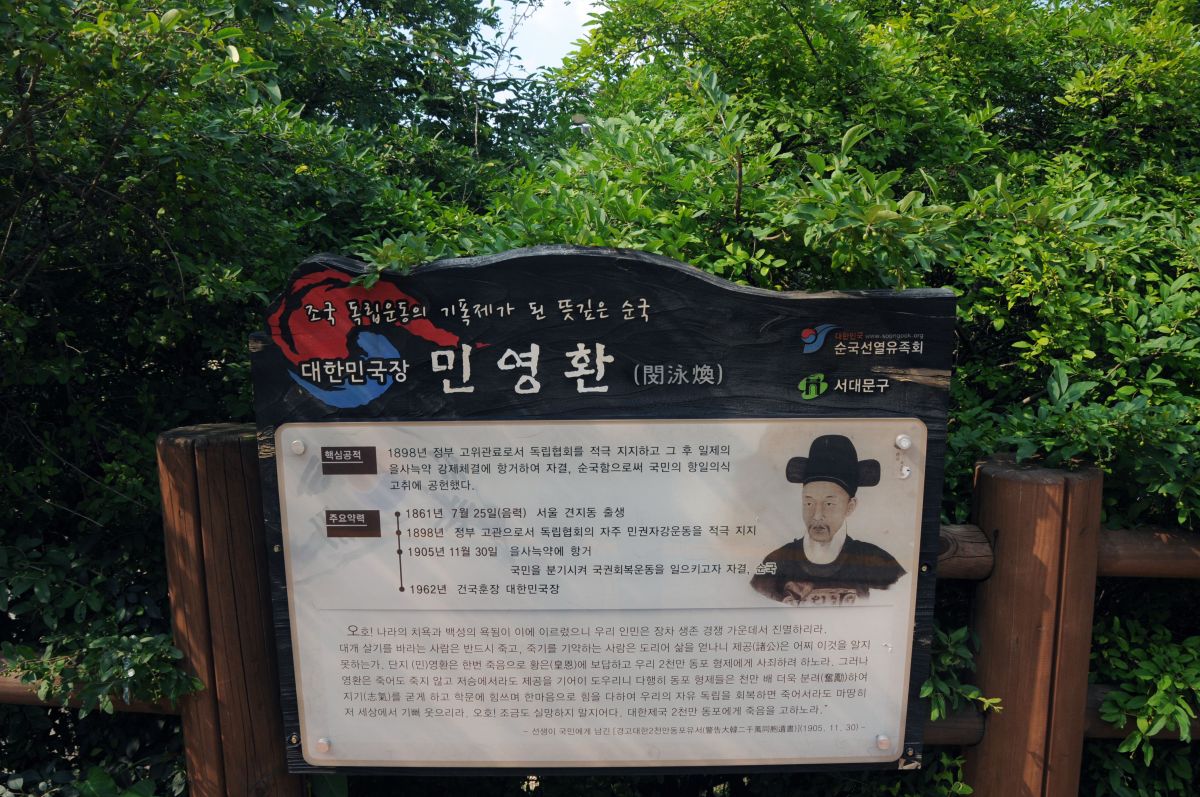 조국 독립운동의 기폭제가 된 뜻깊은 순국
대한민국장 민영환 (閔泳煥)
대한민국 www.soongook.org
순국선열유족회
서대문구
핵심공적
1898년 정부 고위관료로서 독립협회를 적극 지지하고 그 후 일제의
을사늑약 강제체결에 항거하여 자결, 순국함으로써 국민의 항일의식
고취에 공헌했다.
주요약력
1861년 7월 25일(음력) 서울 견지동 출생
1898년 정부 고관으로서 독립협회의 자주 민권자강운동을 적극 지지
1905년 11월 30일 을사늑약에 항거
국민을 분기시켜 국권회복운동을 일으키고자 자결, 순국
1962년 건국훈장 대한민국장
오호! 나라의 치욕과 백성의 욕됨이 이에 이르렀으니 우리 인민은 장차 생존 경쟁 가운데서 진멸하리라.
대개 살기를 바라는 사람은 반드시 죽고, 죽기를 기약하는 사람은 도리어 삶을 얻나니 제공(諸公)은 어찌 이것을 알지
못하는가. 단지 (민)영환은 한번 죽음으로 황은(皇恩)에 보답하고 우리 2천만 동포 형제에게 사죄하려 하노라. 그러나
영환은 죽어도 죽지 않고 저승에서라도 제공을 기어이 도우리니 다행히 동포 형제들은 천만 배 더욱 분려(奮勵)하여
지기(志氣)를 굳게 하고 학문에 힘쓰며 한마음으로 힘을 다하여 우리의 자유 독립을 회복하면 죽어서라도 마땅히
저 세상에서 기뻐 웃으리라. 오호! 조금도 실망하지 말지어다. 대한제국 2천만 동포에게 죽음을 고하노라.”
- 선생이 국민에게 남긴 [경고대한2천만동포유서(警告大韓二千萬同胞遺書)](1905. 11. 30) -